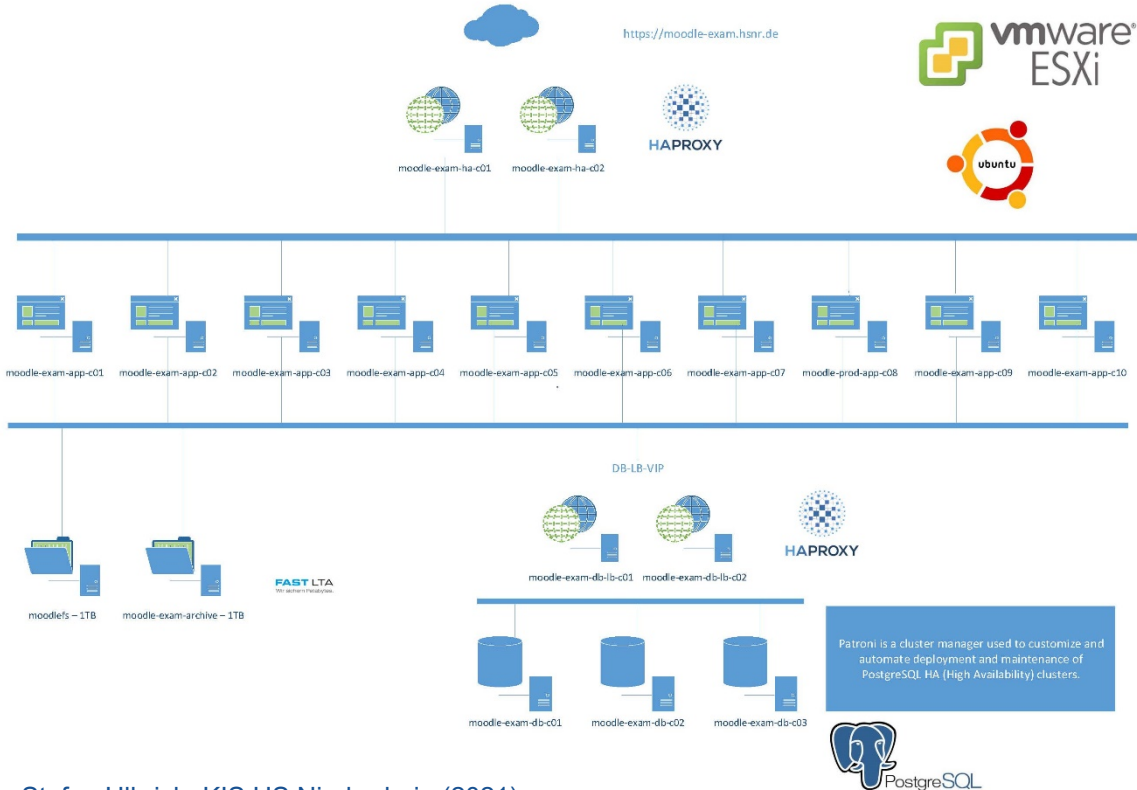 https://moodle-exam.hsnr.de
vmware®
ESXi
HAPROXY
ubuntu
moodle-exam-ha-c01
moodle-exam-ha-c02
moodle-exam-app-c01
moodle-exam-app-c02
moodle-exam-app-c03
moodle-exam-app-c04
moodle-exam-app-c05
moodle-exam-app-c06
moodle-exam-app-c07
moodle-prod-app-c08
moodle-exam-app-c09
moodle-exam-app-c10
DB-LB-VIP
HAPROXY
moodle-exam-db-lb-c01
moodle-exam-db-lb-c02
FAST LTA
Wir sichern Petabytes.
moodlefs – 1TB
moodle-exam-archive – 1TB
Patroni is a cluster manager used to customize and
automate deployment and maintenance of
PostgreSQL HA (High Availability) clusters.
moodle-exam-db-c01
moodle-exam-db-c02
moodle-exam-db-c03
PostgreSQL